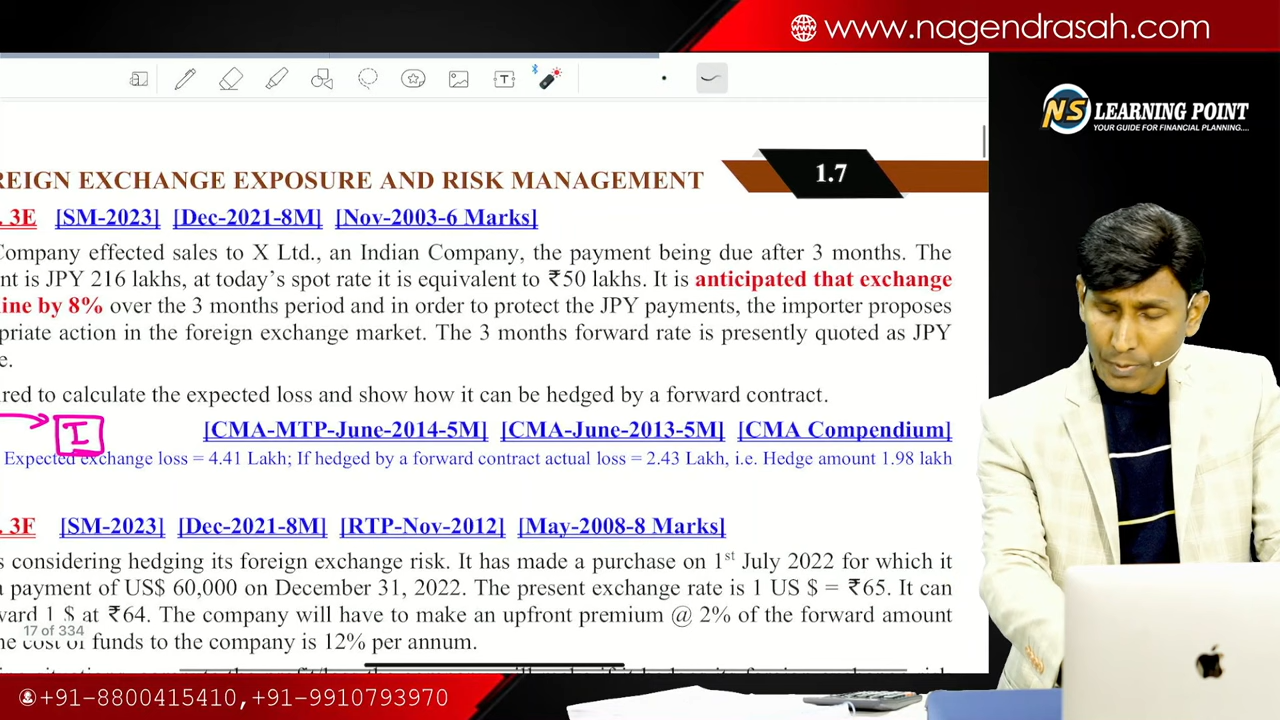 www.nagendrasah.com
NS LEARNING POINT
YOUR GUIDE FOR FINANCIAL PLANNING....
REIGN EXCHANGE EXPOSURE AND RISK MANAGEMENT
1.7
. 3E [SM-2023] [Dec-2021-8M] [Nov-2003-6 Marks]
Company effected sales to X Ltd., an Indian Company, the payment being due after 3 months. The
nt is JPY 216 lakhs, at today's spot rate it is equivalent to ₹50 lakhs. It is anticipated that exchange
ine by 8% over the 3 months period and in order to protect the JPY payments, the importer proposes
priate action in the foreign exchange market. The 3 months forward rate is presently quoted as JPY
e.
ired to calculate the expected loss and show how it can be hedged by a forward contract.
I
[CMA-MTP-June-2014-5M] [CMA-June-2013-5M] [CMA Compendium]
Expected exchange loss = 4.41 Lakh; If hedged by a forward contract actual loss = 2.43 Lakh, i.e. Hedge amount 1.98 lakh
. 3F [SM-2023] [Dec-2021-8M] [RTP-Nov-2012] [May-2008-8 Marks]
s considering hedging its foreign exchange risk. It has made a purchase on 1st July 2022 for which it
a payment of US$ 60,000 on December 31, 2022. The present exchange rate is 1 US $ = ₹65. It can
ward 1 $ at ₹64. The company will have to make an upfront premium @ 2% of the forward amount
17 of 334
he cost of funds to the company is 12% per annum.
+91-8800415410,+91-9910793970